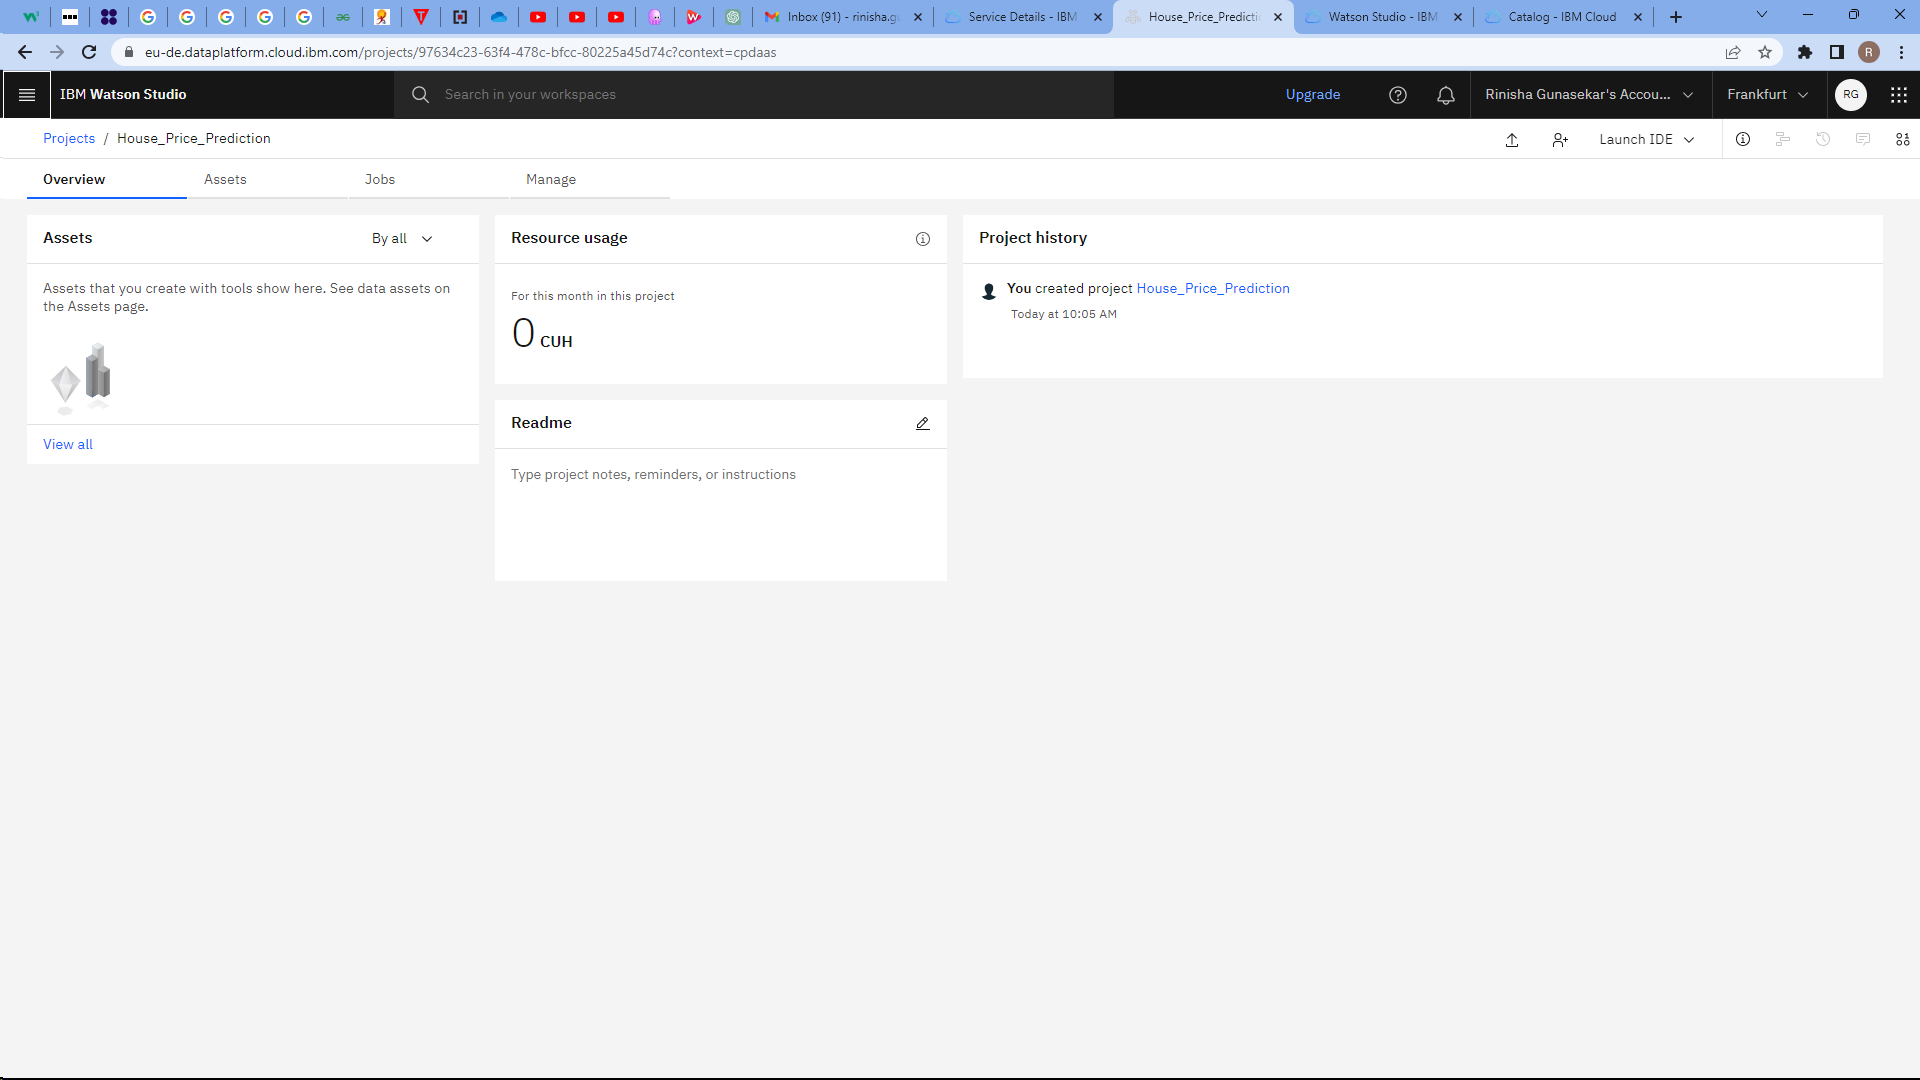 Inbox (91) - rinisha.g
Service Details - IBM
House_Price_Predicti
Watson Studio - IBM
Catalog - IBM Cloud
eu-de.dataplatform.cloud.ibm.com/projects/97634c23-63f4-478c-bfcc-80225a45d74c?context=cpdaas
R
IBM Watson Studio
Search in your workspaces
Upgrade
Rinisha Gunasekar's Accou...
Frankfurt
RG
Projects / House_Price_Prediction
Launch IDE
Overview
Assets
Jobs
Manage
Assets
By all
Assets that you create with tools show here. See data assets on
the Assets page.
View all
Resource usage
For this month in this project
0 CUH
Readme
Type project notes, reminders, or instructions
Project history
You created project House_Price_Prediction
Today at 10:05 AM